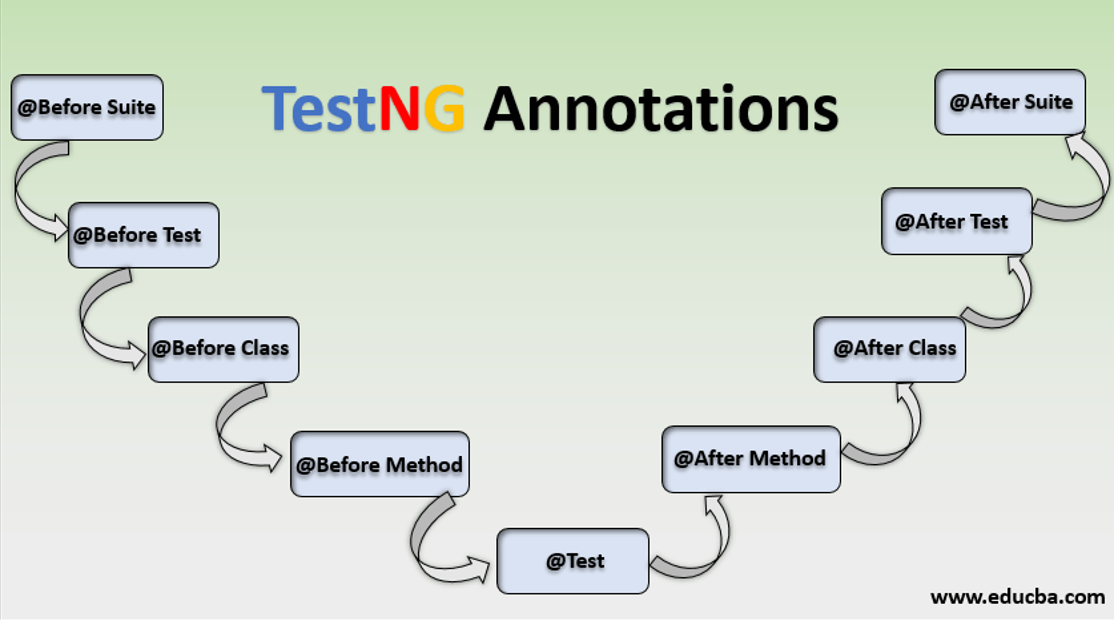 TestNG Annotations
@Before Suite
@Before Test
@Before Class
@Before Method
@Test
@After Method
@After Class
@After Test
@After Suite
www.educba.com